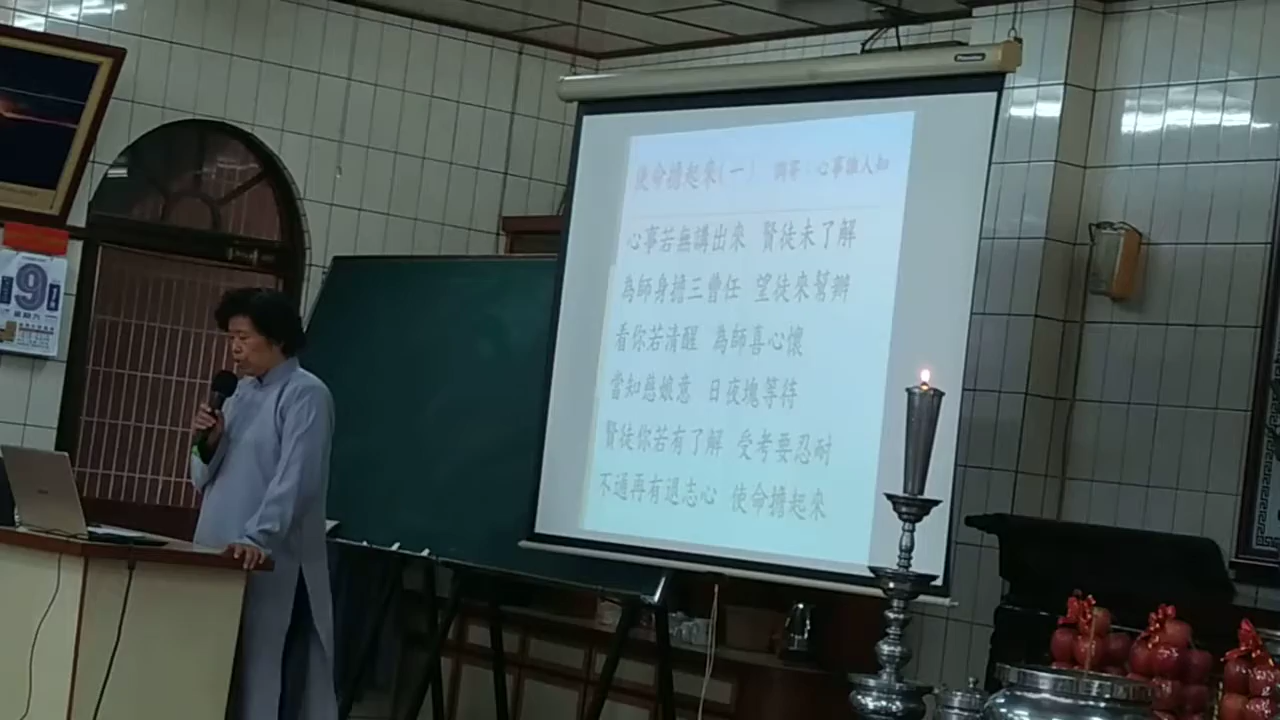 使命擔起來(一) 調寄:心事誰人知
心事若無講出來 賢徒未了解
為師身擔三曹任 望徒來幫辦
看你若清醒 為師喜心懷
當知慈娘意 日夜塊等待
賢徒你若有了解 受考要忍耐
不通再有退志心 使命擔起來
9